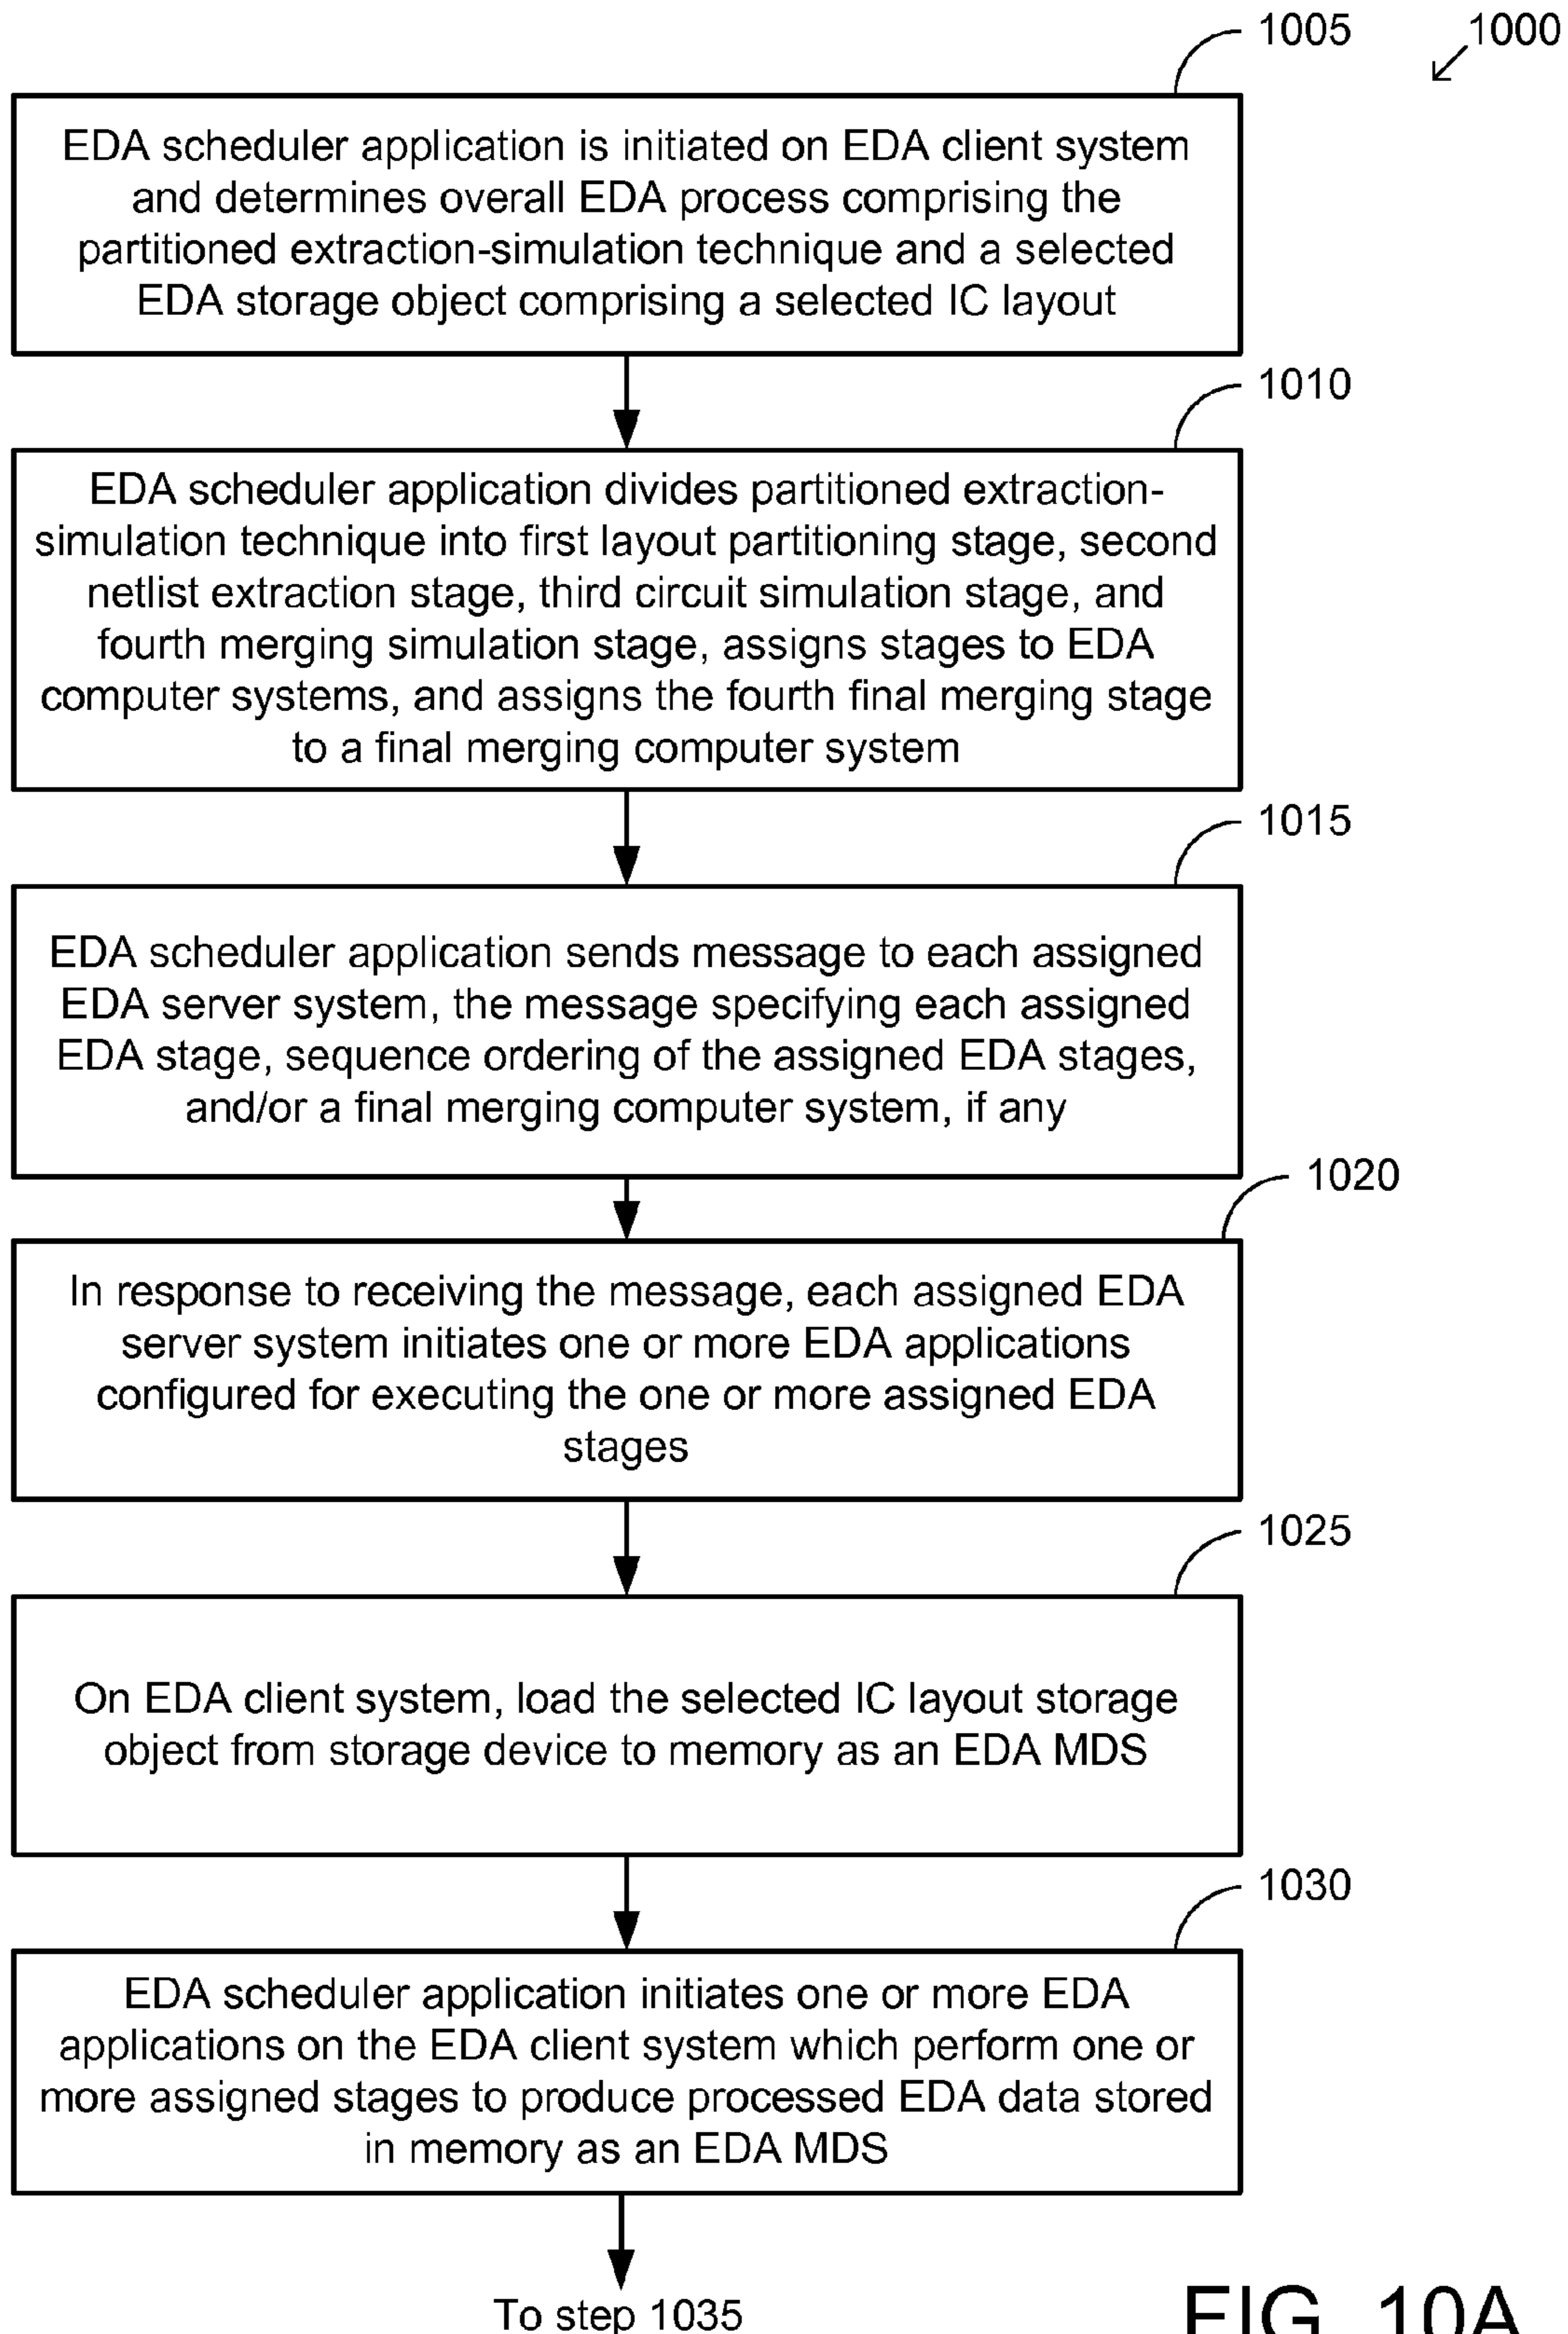 1005
1000
EDA scheduler application is initiated on EDA client system
and determines overall EDA process comprising the
partitioned extraction-simulation technique and a selected
EDA storage object comprising a selected IC layout
1010
EDA scheduler application divides partitioned extraction-
simulation technique into first layout partitioning stage, second
netlist extraction stage, third circuit simulation stage, and
fourth merging simulation stage, assigns stages to EDA
computer systems, and assigns the fourth final merging stage
to a final merging computer system
1015
EDA scheduler application sends message to each assigned
EDA server system, the message specifying each assigned
EDA stage, sequence ordering of the assigned EDA stages,
and/or a final merging computer system, if any
1020
In response to receiving the message, each assigned EDA
server system initiates one or more EDA applications
configured for executing the one or more assigned EDA
stages
1025
On EDA client system, load the selected IC layout storage
object from storage device to memory as an EDA MDS
1030
EDA scheduler application initiates one or more EDA
applications on the EDA client system which perform one or
more assigned stages to produce processed EDA data stored
in memory as an EDA MDS
To step 1035
FIG. 10A